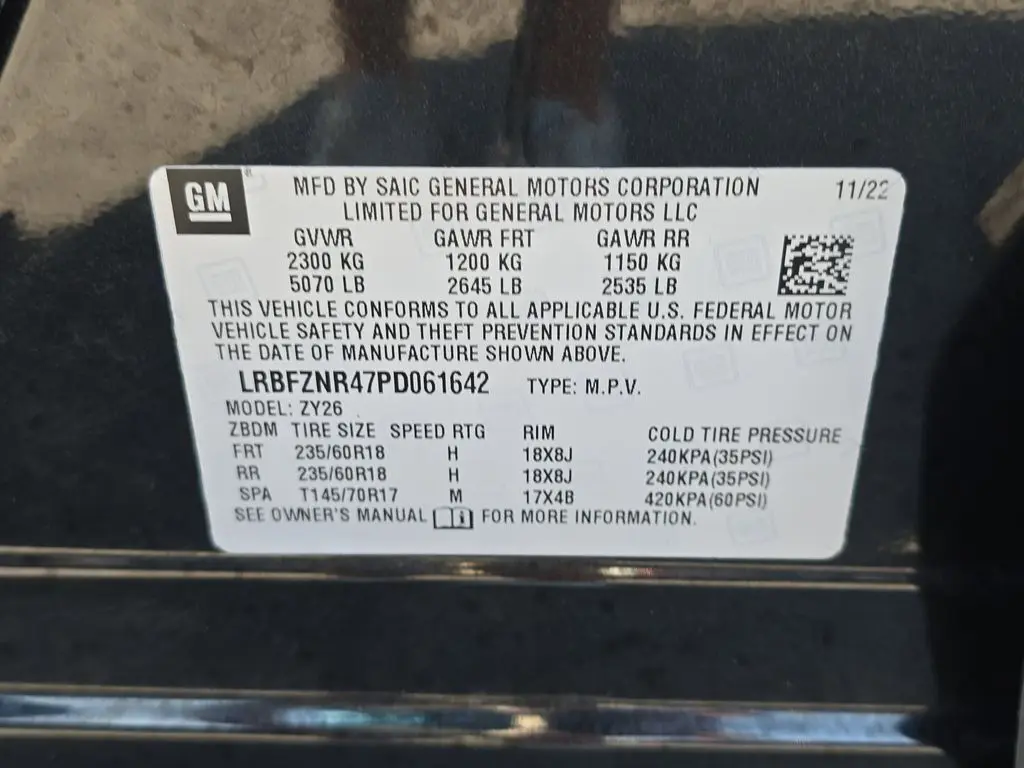 GM
MFD BY SAIC GENERAL MOTORS CORPORATION 11/22
LIMITED FOR GENERAL MOTORS LLC
GVWR GAWR FRT GAWR RR
2300 KG 1200 KG 1150 KG
5070 LB 2645 LB 2535 LB
THIS VEHICLE CONFORMS TO ALL APPLICABLE U.S. FEDERAL MOTOR
VEHICLE SAFETY AND THEFT PREVENTION STANDARDS IN EFFECT ON
THE DATE OF MANUFACTURE SHOWN ABOVE.
LRBFZNR47PD061642 TYPE: M.P.V.
MODEL: ZY26
ZBDM TIRE SIZE SPEED RTG RIM COLD TIRE PRESSURE
FRT 235/60R18 H 18X8J 240KPA(35PSI)
RR 235/60R18 H 18X8J 240KPA(35PSI)
SPA T145/70R17 M 17X4B 420KPA(60PSI)
SEE OWNER'S MANUAL FOR MORE INFORMATION.